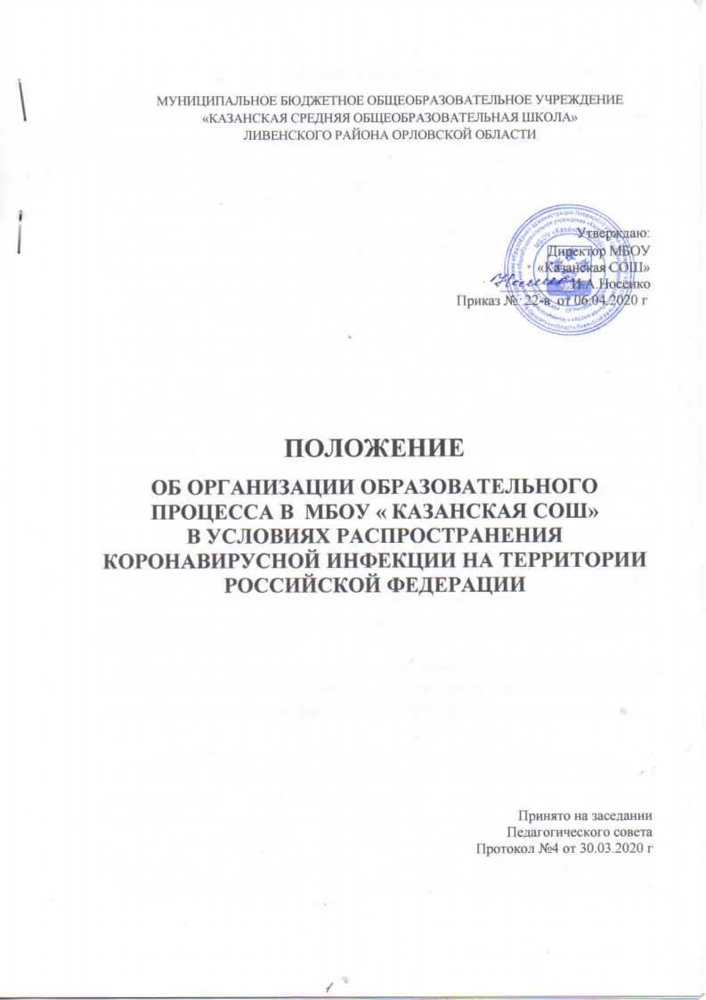 МУНИЦИПАЛЬНОЕ БЮДЖЕТНОЕ ОБЩЕОБРАЗОВАТЕЛЬНОЕ УЧРЕЖДЕНИЕ
«КАЗАНСКАЯ СРЕДНЯЯ ОБЩЕОБРАЗОВАТЕЛЬНАЯ ШКОЛА»
ЛИВЕНСКОГО РАЙОНА ОРЛОВСКОЙ ОБЛАСТИ
Утверждаю:
Директор МБОУ
«Казанская СОШ»
И.А.Носенко
Приказ № 22-в от 06.04.2020 г
ПОЛОЖЕНИЕ
ОБ ОРГАНИЗАЦИИ ОБРАЗОВАТЕЛЬНОГО
ПРОЦЕССА В МБОУ « КАЗАНСКАЯ СОШ»
В УСЛОВИЯХ РАСПРОСТРАНЕНИЯ
КОРОНАВИРУСНОЙ ИНФЕКЦИИ НА ТЕРРИТОРИИ
РОССИЙСКОЙ ФЕДЕРАЦИИ
Принято на заседании
Педагогического совета
Протокол №4 от 30.03.2020 г
1